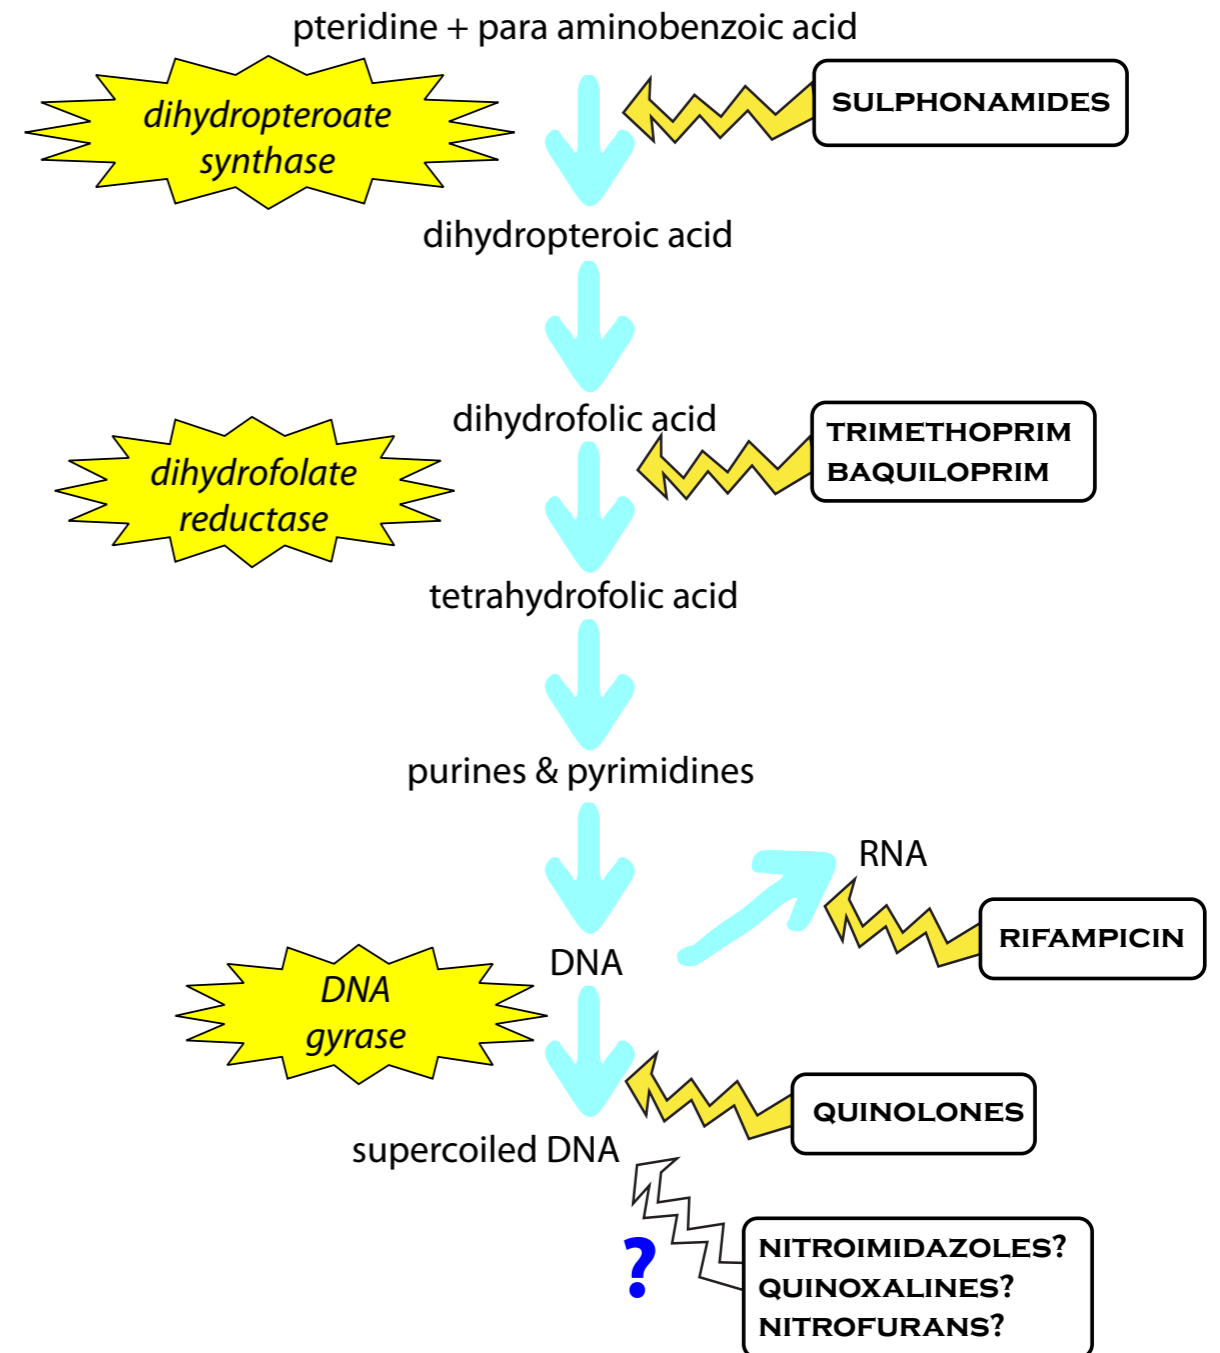 pteridine + para aminobenzoic acid
dihydropteroate
synthase
SULPHONAMIDES
dihydropteroic acid
dihydrofolic acid
TRIMETHOPRIM
BAQUILOPRIM
dihydrofolate
reductase
tetrahydrofolic acid
purines & pyrimidines
RNA
RIFAMPICIN
DNA
DNA
gyrase
QUINOLONES
supercoiled DNA
?
NITROIMIDAZOLES?
QUINOXALINES?
NITROFURANS?